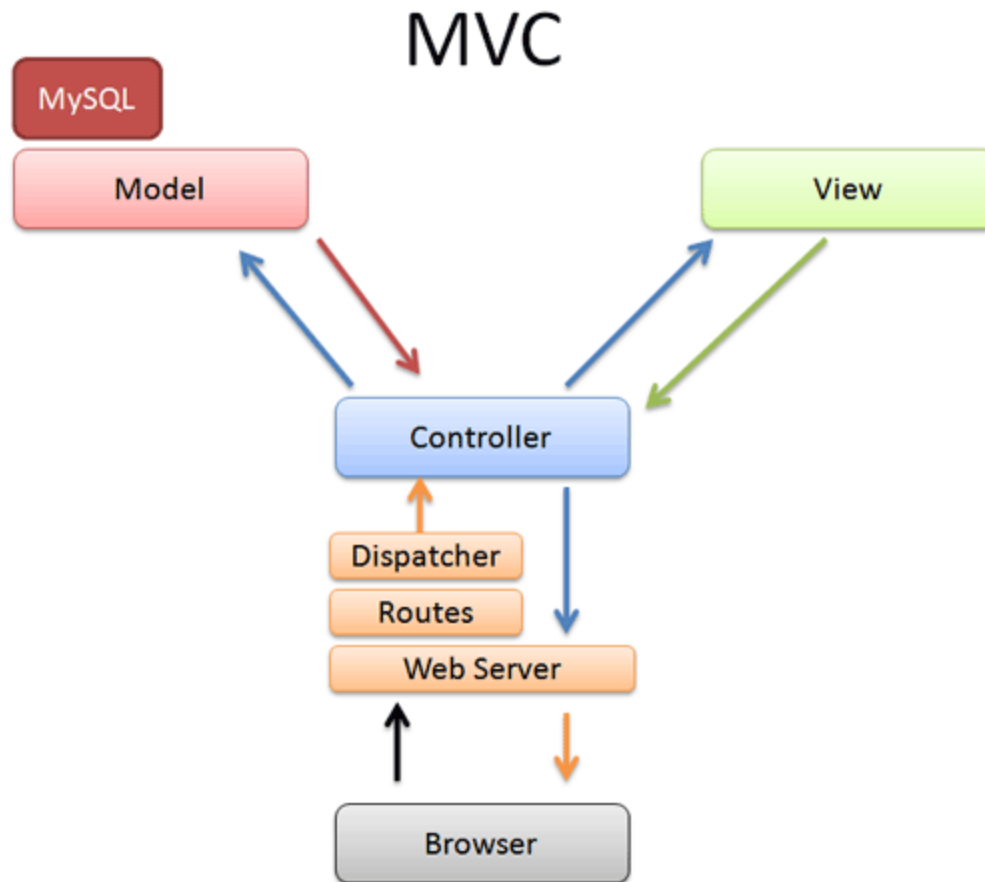 MVC
MySQL
Model
View
Controller
Dispatcher
Routes
Web Server
Browser